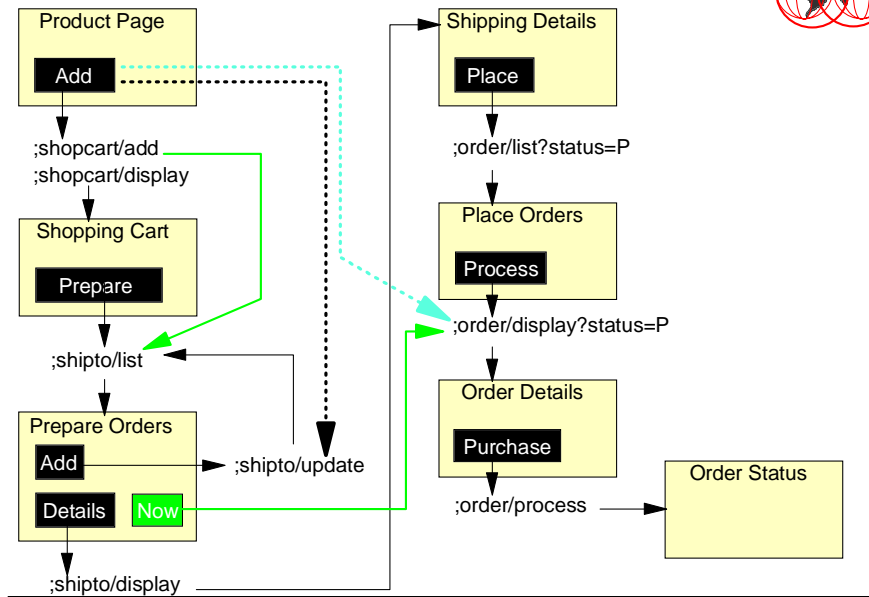 Product Page
Add
;shopcart/add
;shopcart/display
Shopping Cart
Prepare
;shipto/list
Prepare Orders
Add
;shipto/update
Details
Now
;shipto/display
Shipping Details
Place
;order/list?status=P
Place Orders
Process
;order/display?status=P
Order Details
Purchase
;order/process
Order Status